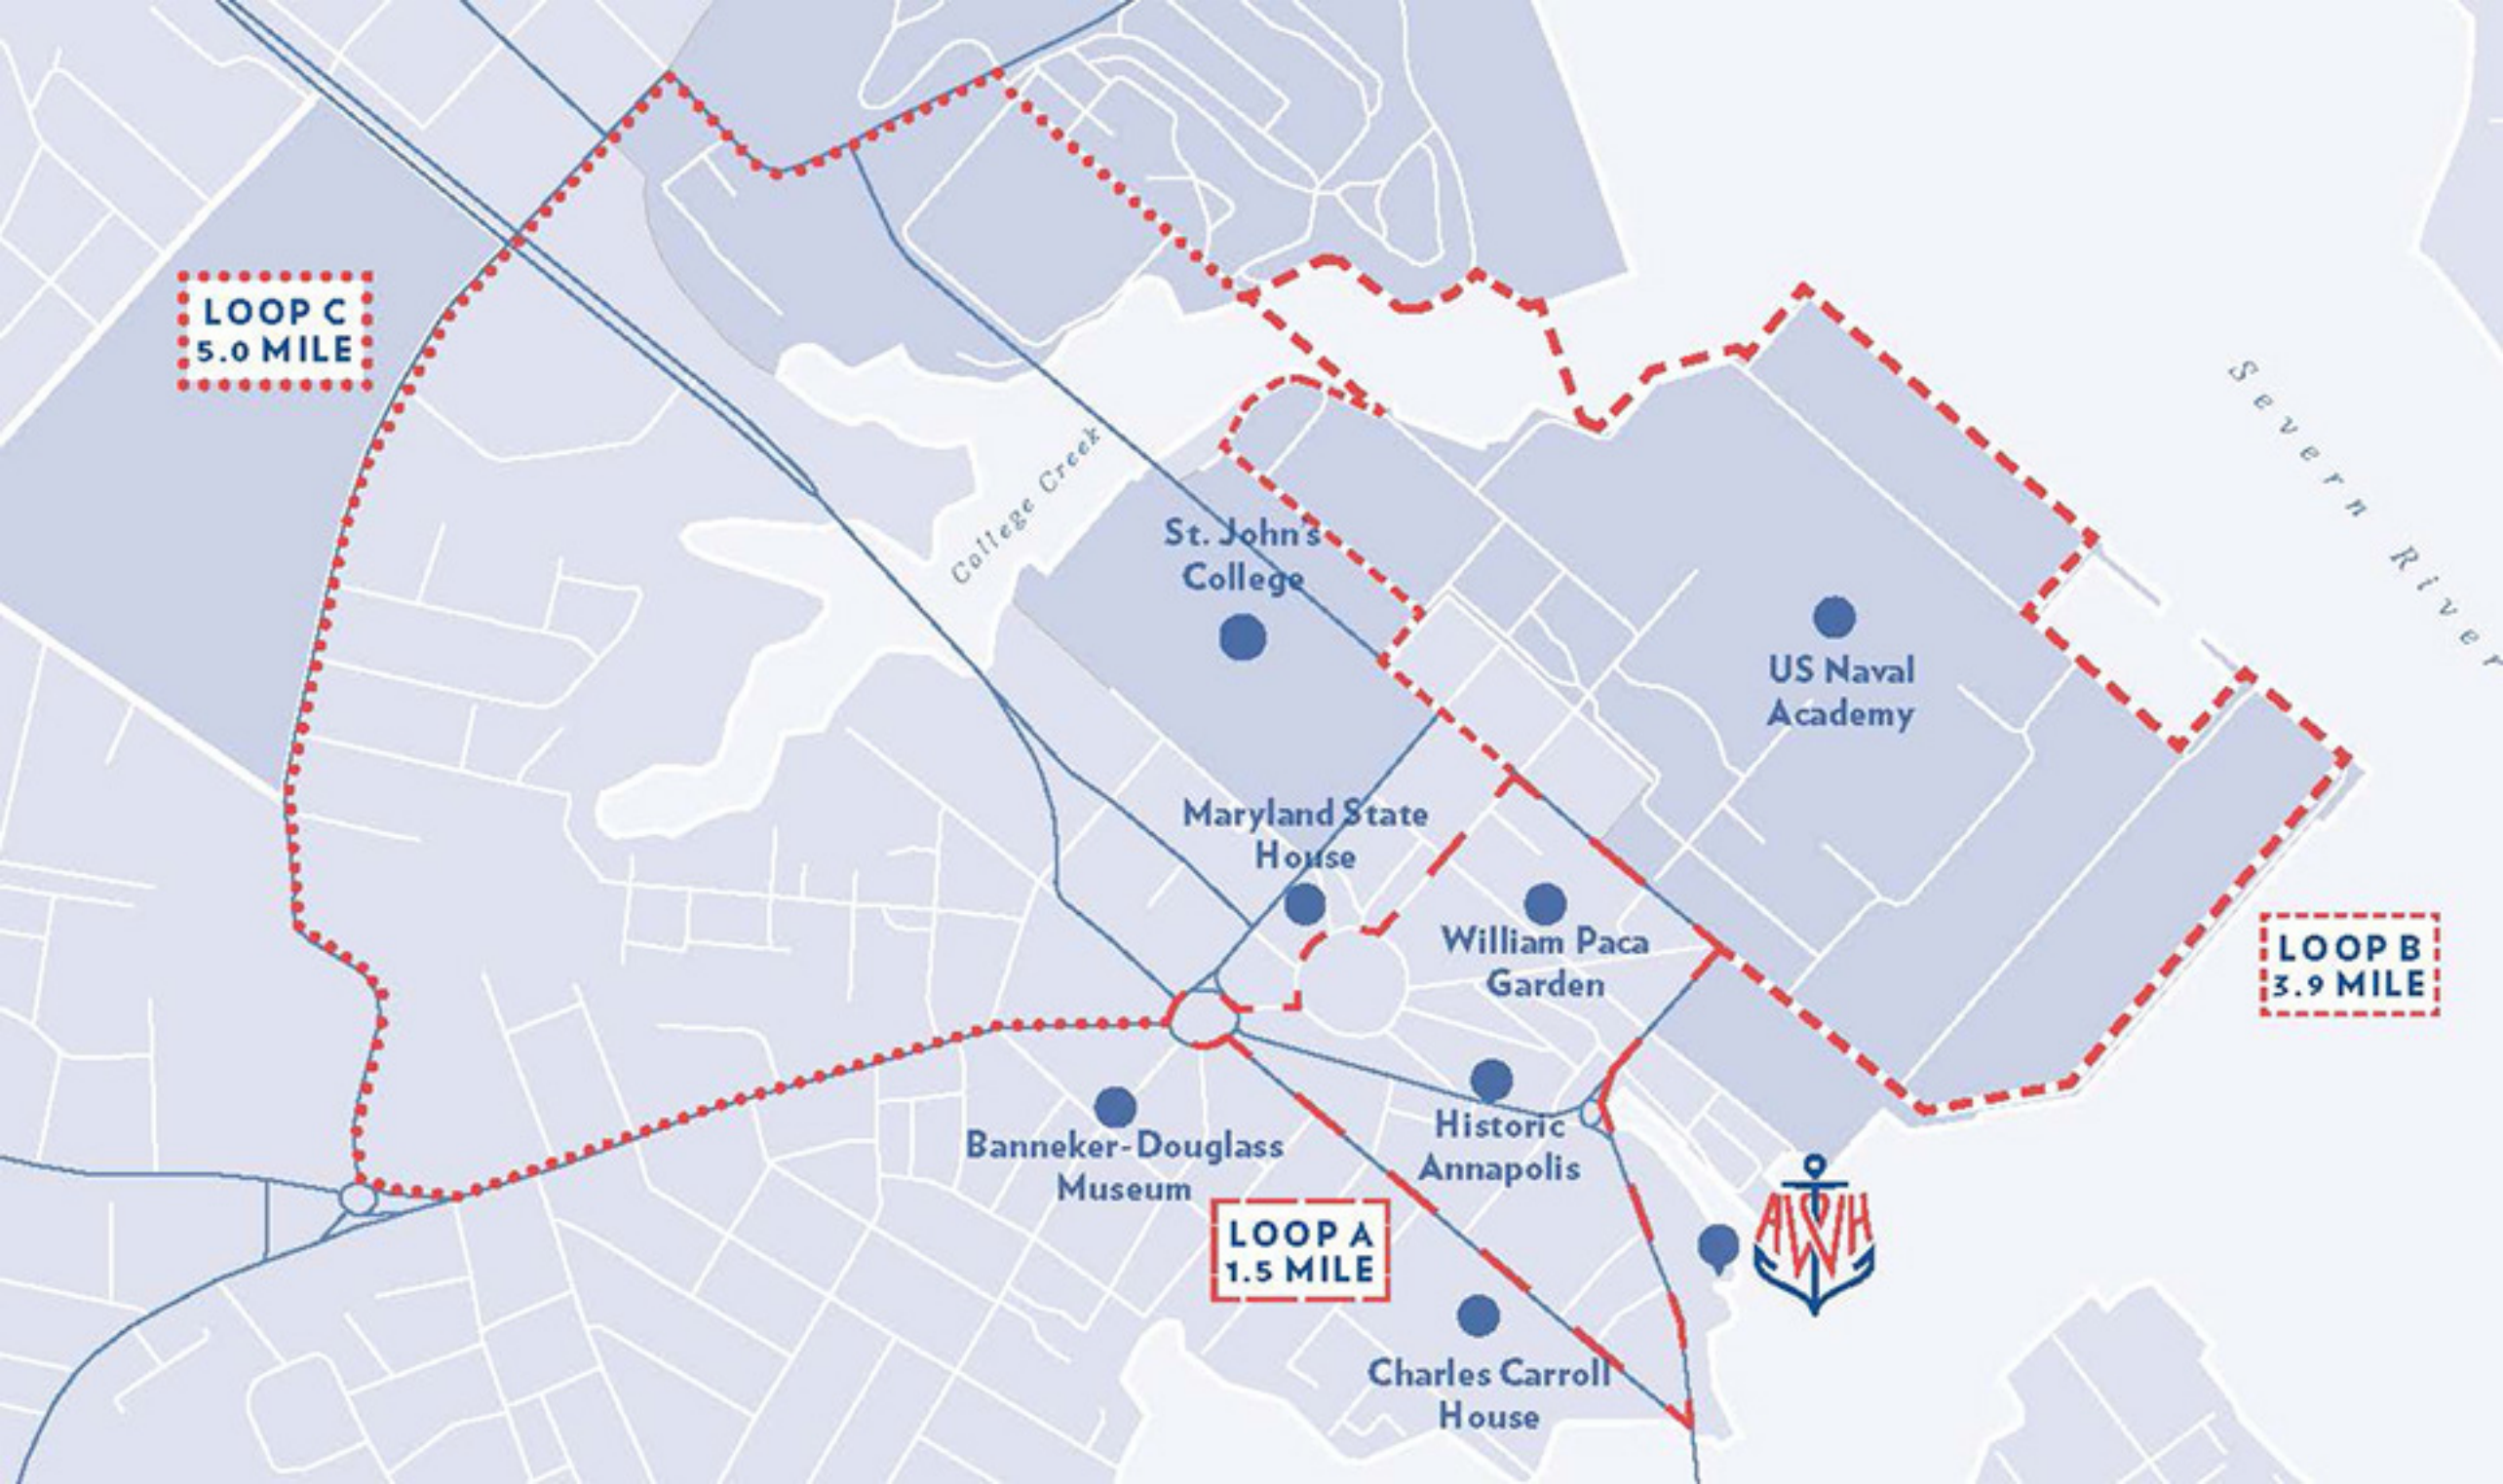 LOOP C
5.0 MILE
Severn River
College Creek
St. John's
College
US Naval
Academy
Maryland State
House
William Paca
Garden
LOOP B
3.9 MILE
Historic
Annapolis
Banneker-Douglass
Museum
LOOP A
1.5 MILE
AWH
Charles Carroll
House